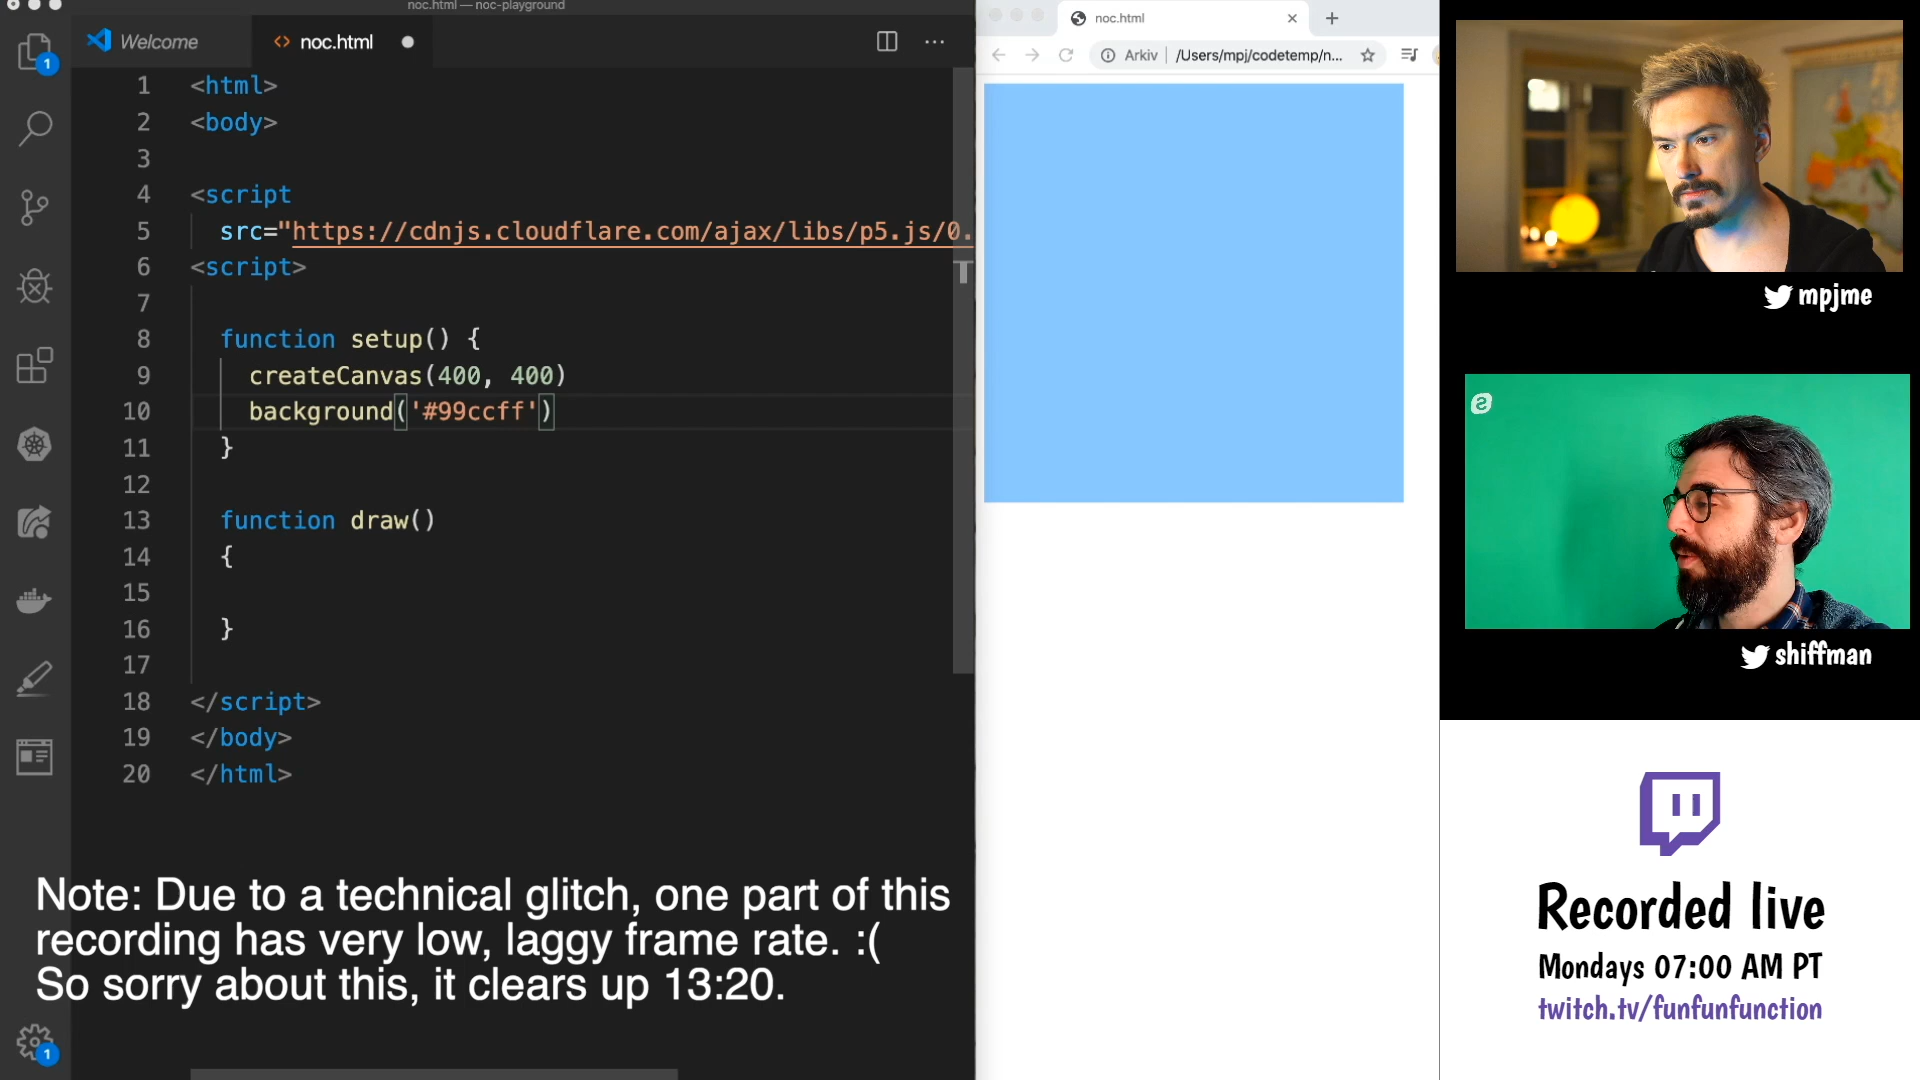 noc.html — noc-playground
Welcome
noc.html
1 <html>
2 <body>
3
4 <script
5 src="https://cdnjs.cloudflare.com/ajax/libs/p5.js/0.
6 <script>
7
8 function setup() {
9 createCanvas(400, 400)
10 background('#99ccff')
11 }
12
13 function draw()
14 {
15
16 }
17
18 </script>
19 </body>
20 </html>
1
1
Note: Due to a technical glitch, one part of this
recording has very low, laggy frame rate. :(
So sorry about this, it clears up 13:20.
noc.html
Arkiv | /Users/mpj/codetemp/n...
mpjme
shiffman
Recorded live
Mondays 07:00 AM PT
twitch.tv/funfunfunction